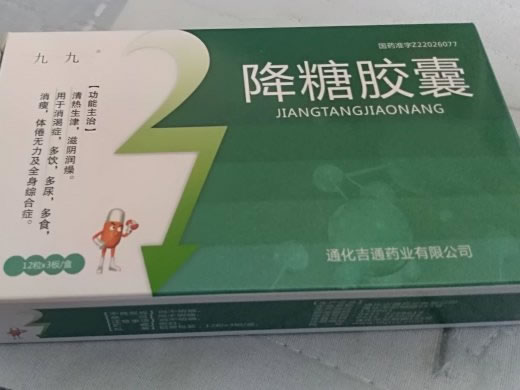 国药准字Z22026077
九 九
降糖胶囊
JIANGTANGJIAONANG
【功能主治】
清热生津，滋阴润燥。
用于消渴症，多饮，多尿，多食，
消瘦，体倦无力及全身综合症。
12粒x3板/盒
通化吉通药业有限公司